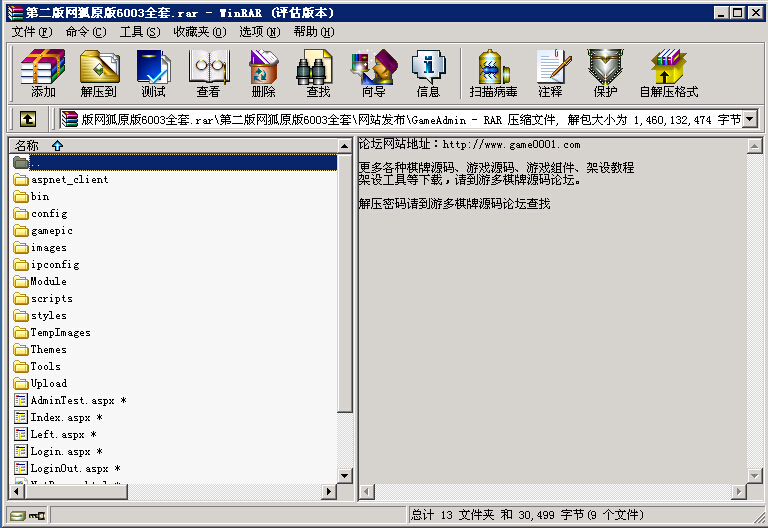 第二版网狐原版6003全套.rar - WinRAR (评估版本)
文件(F) 命令(C) 工具(S) 收藏夹(O) 选项(N) 帮助(H)
添加 解压到 测试 查看 删除 查找 向导 信息 扫描病毒 注释 保护 自解压格式
版网狐原版6003全套.rar\第二版网狐原版6003全套\网站发布\GameAdmin - RAR 压缩文件, 解包大小为 1,460,132,474 字节
名称
..
aspnet_client
bin
config
gamepic
images
ipconfig
Module
scripts
styles
TempImages
Themes
Tools
Upload
AdminTest.aspx *
Index.aspx *
Left.aspx *
Login.aspx *
LoginOut.aspx *
论坛网站地址：http://www.game0001.com
更多各种棋牌源码、游戏源码、游戏组件、架设教程
架设工具等下载，请到游多棋牌源码论坛。
解压密码请到游多棋牌源码论坛查找
总计 13 文件夹 和 30,499 字节(9 个文件)